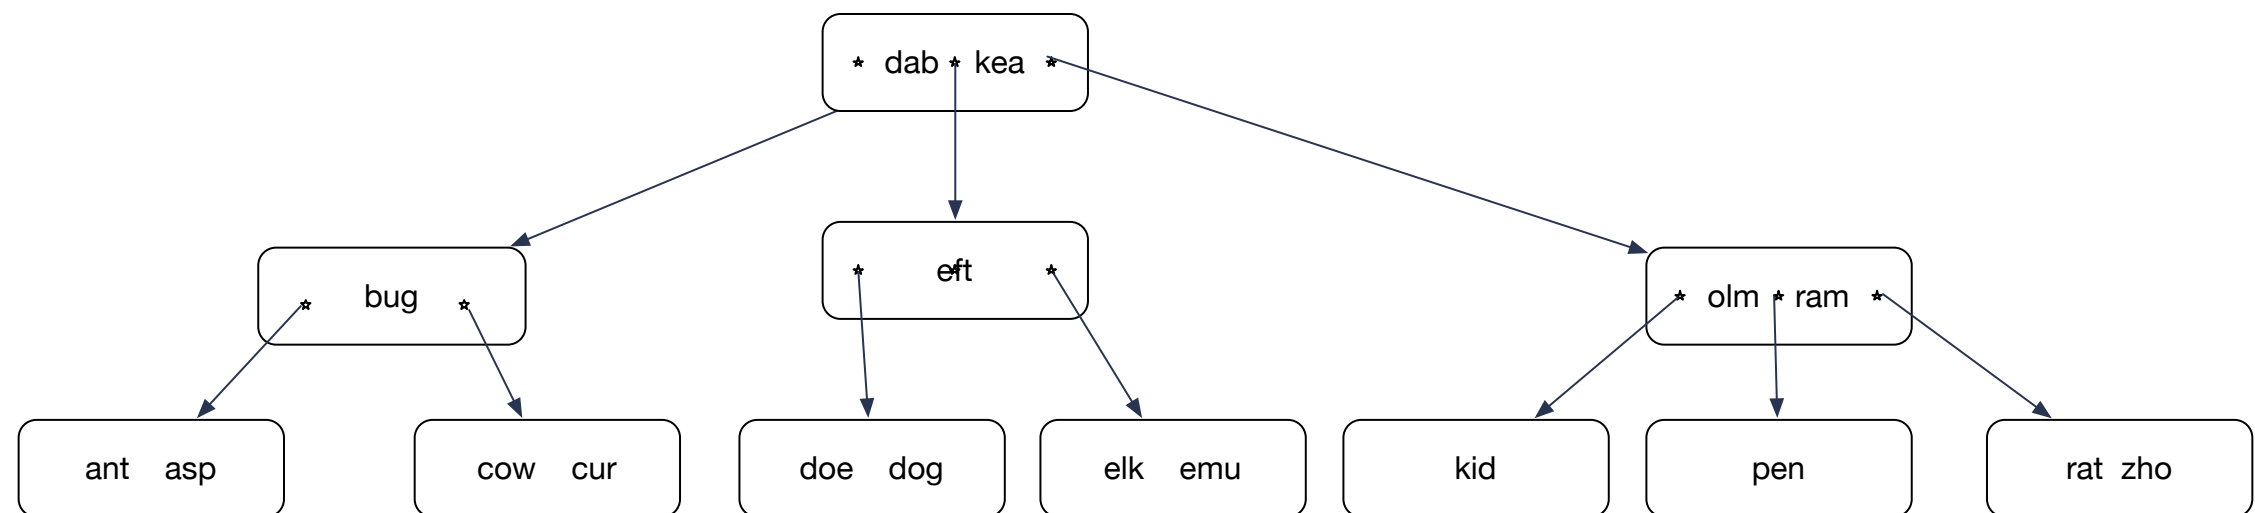 dab kea
bug
eft
olm ram
ant asp
cow cur
doe dog
elk emu
kid
pen
rat zho